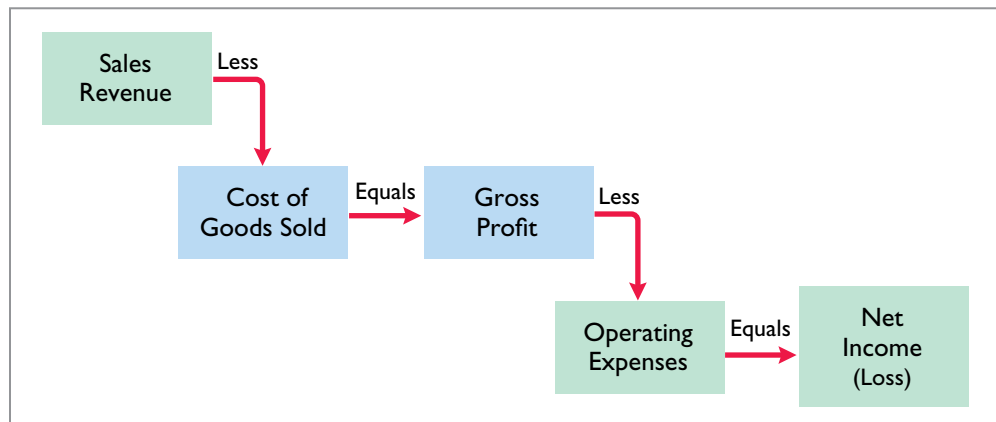 Sales
Revenue
Less
Cost of
Goods Sold
Equals
Gross
Profit
Less
Operating
Expenses
Equals
Net
Income
(Loss)